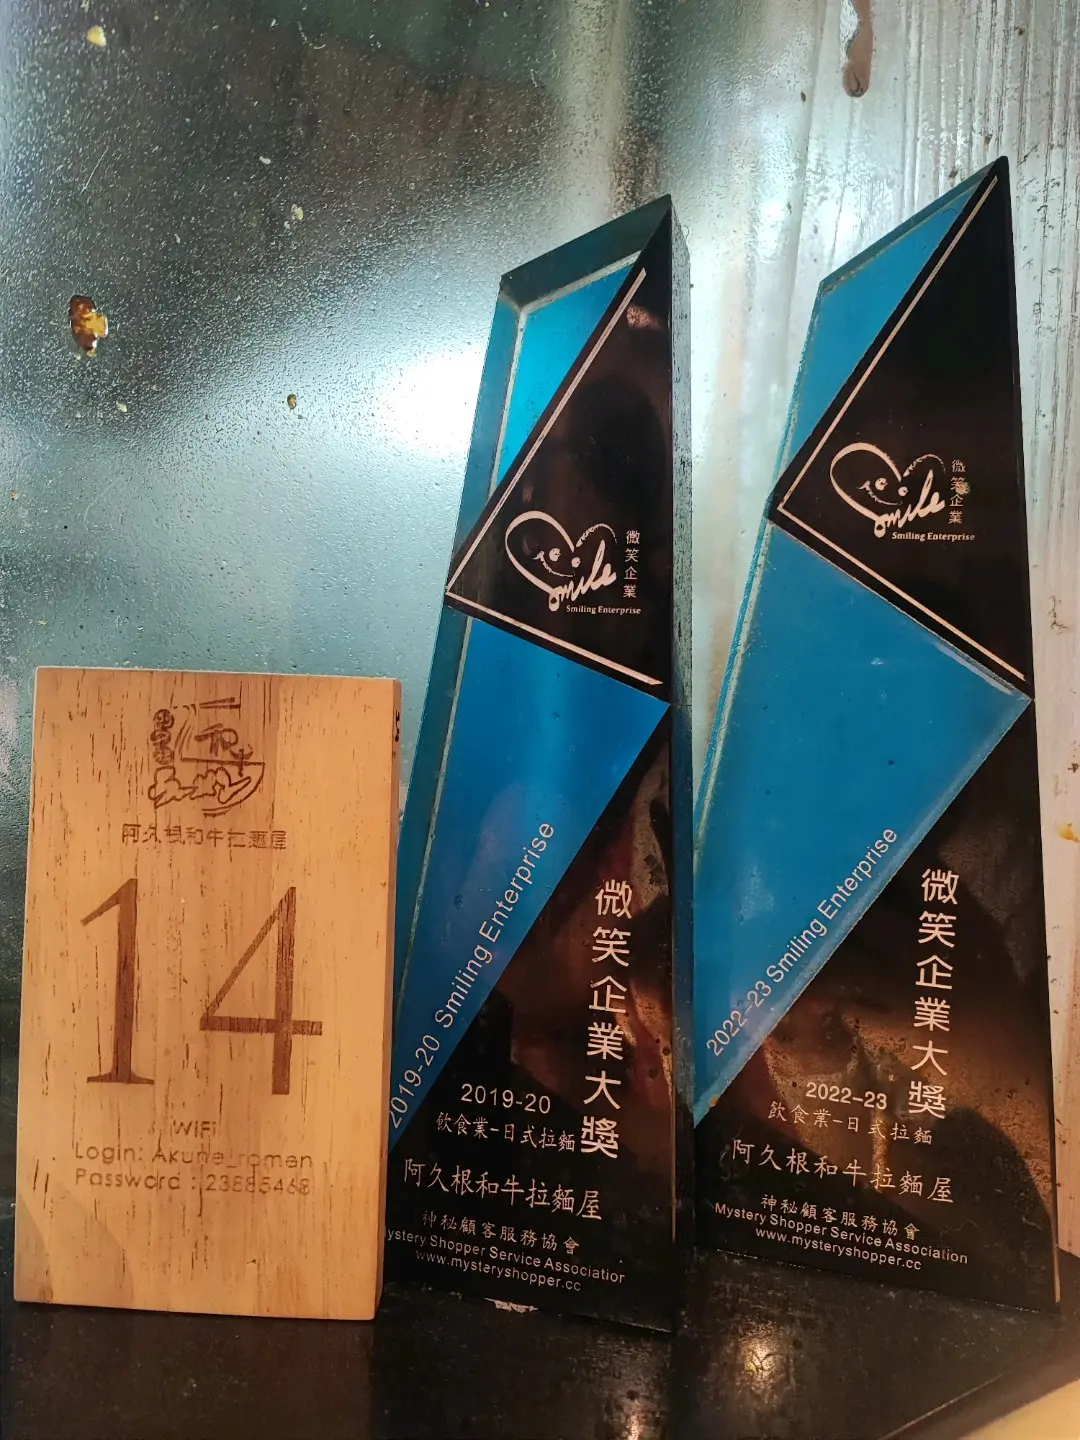 阿久根和牛拉麵屋
14
WiFi
Login: Akune_ramen
Password : 23885468
Smile
微笑企業
Smiling Enterprise
2019-20 Smiling Enterprise
微笑企業大獎
2019-20
飲食業-日式拉麵
阿久根和牛拉麵屋
神秘顧客服務協會
Mystery Shopper Service Association
www.mysteryshopper.cc
Smile
微笑企業
Smiling Enterprise
2022-23 Smiling Enterprise
微笑企業大獎
2022-23
飲食業-日式拉麵
阿久根和牛拉麵屋
神秘顧客服務協會
Mystery Shopper Service Association
www.mysteryshopper.cc